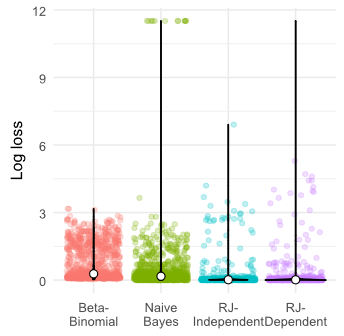 12
9
6
3
0
Log loss
Beta-
Binomial
Naive
Bayes
RJ-
Independent
RJ-
Dependent